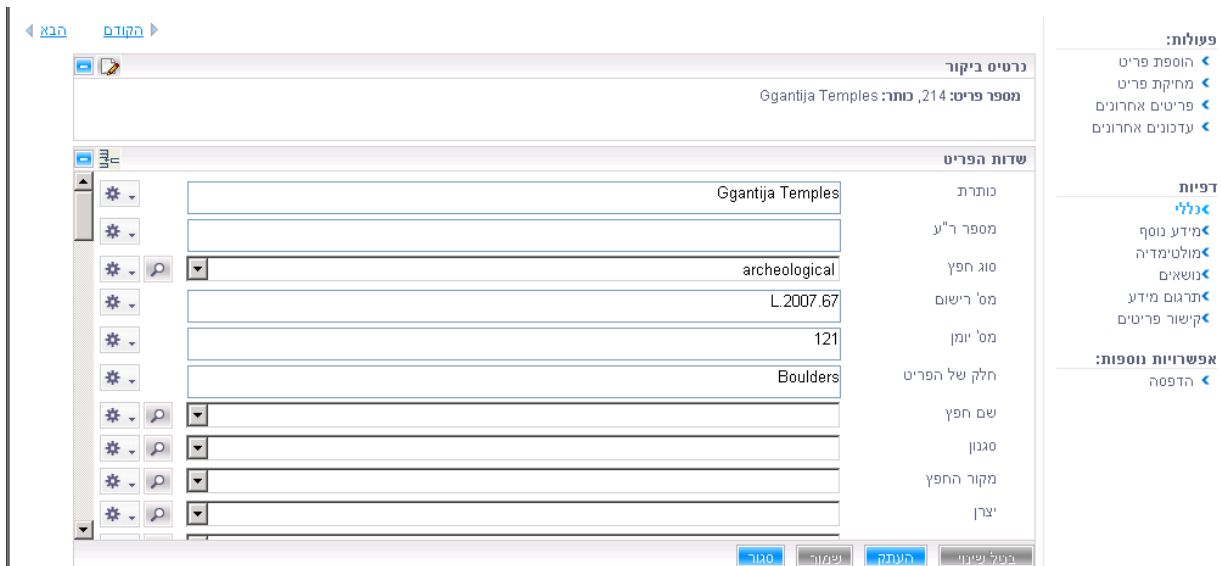 הקודם
הבא
פעולות:
הוספת פריט
מחיקת פריט
פריטים אחרונים
עדכונים אחרונים
דפיות
כללי
מידע נוסף
מולטימדיה
נושאים
תרגום מידע
קישור פריטים
אפשרויות נוספות:
הדפסה
כרטיס ביקור
מספר פריט: 214, כותר: Ggantija Temples
שדות הפריט
כותרת Ggantija Temples
מספר ר"ע
סוג חפץ archeological
מס' רישום L.2007.67
מס' יומן 121
חלק של הפריט Boulders
שם חפץ
סגנון
מקור החפץ
יצרן
בטל שינוי העתק שמור סגור